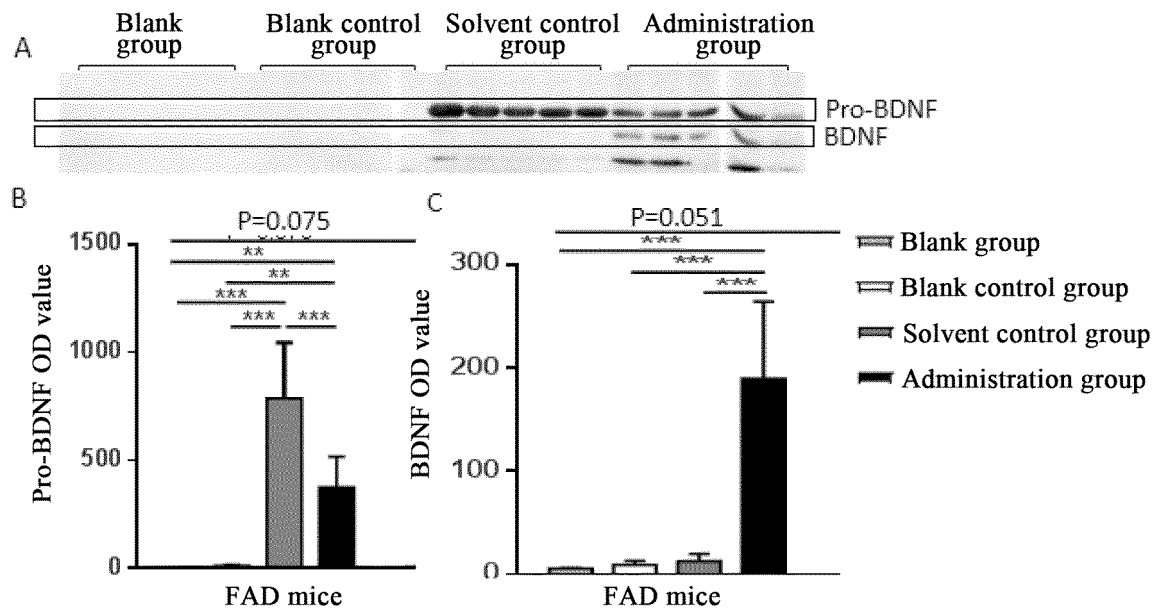 A
Blank group
Blank control group
Solvent control group
Administration group
Pro-BDNF
BDNF
B
P=0.075
**
**
***
***
***
1500
1000
500
0
Pro-BDNF OD value
FAD mice
C
P=0.051
***
***
***
300
200
100
0
BDNF OD value
FAD mice
Blank group
Blank control group
Solvent control group
Administration group